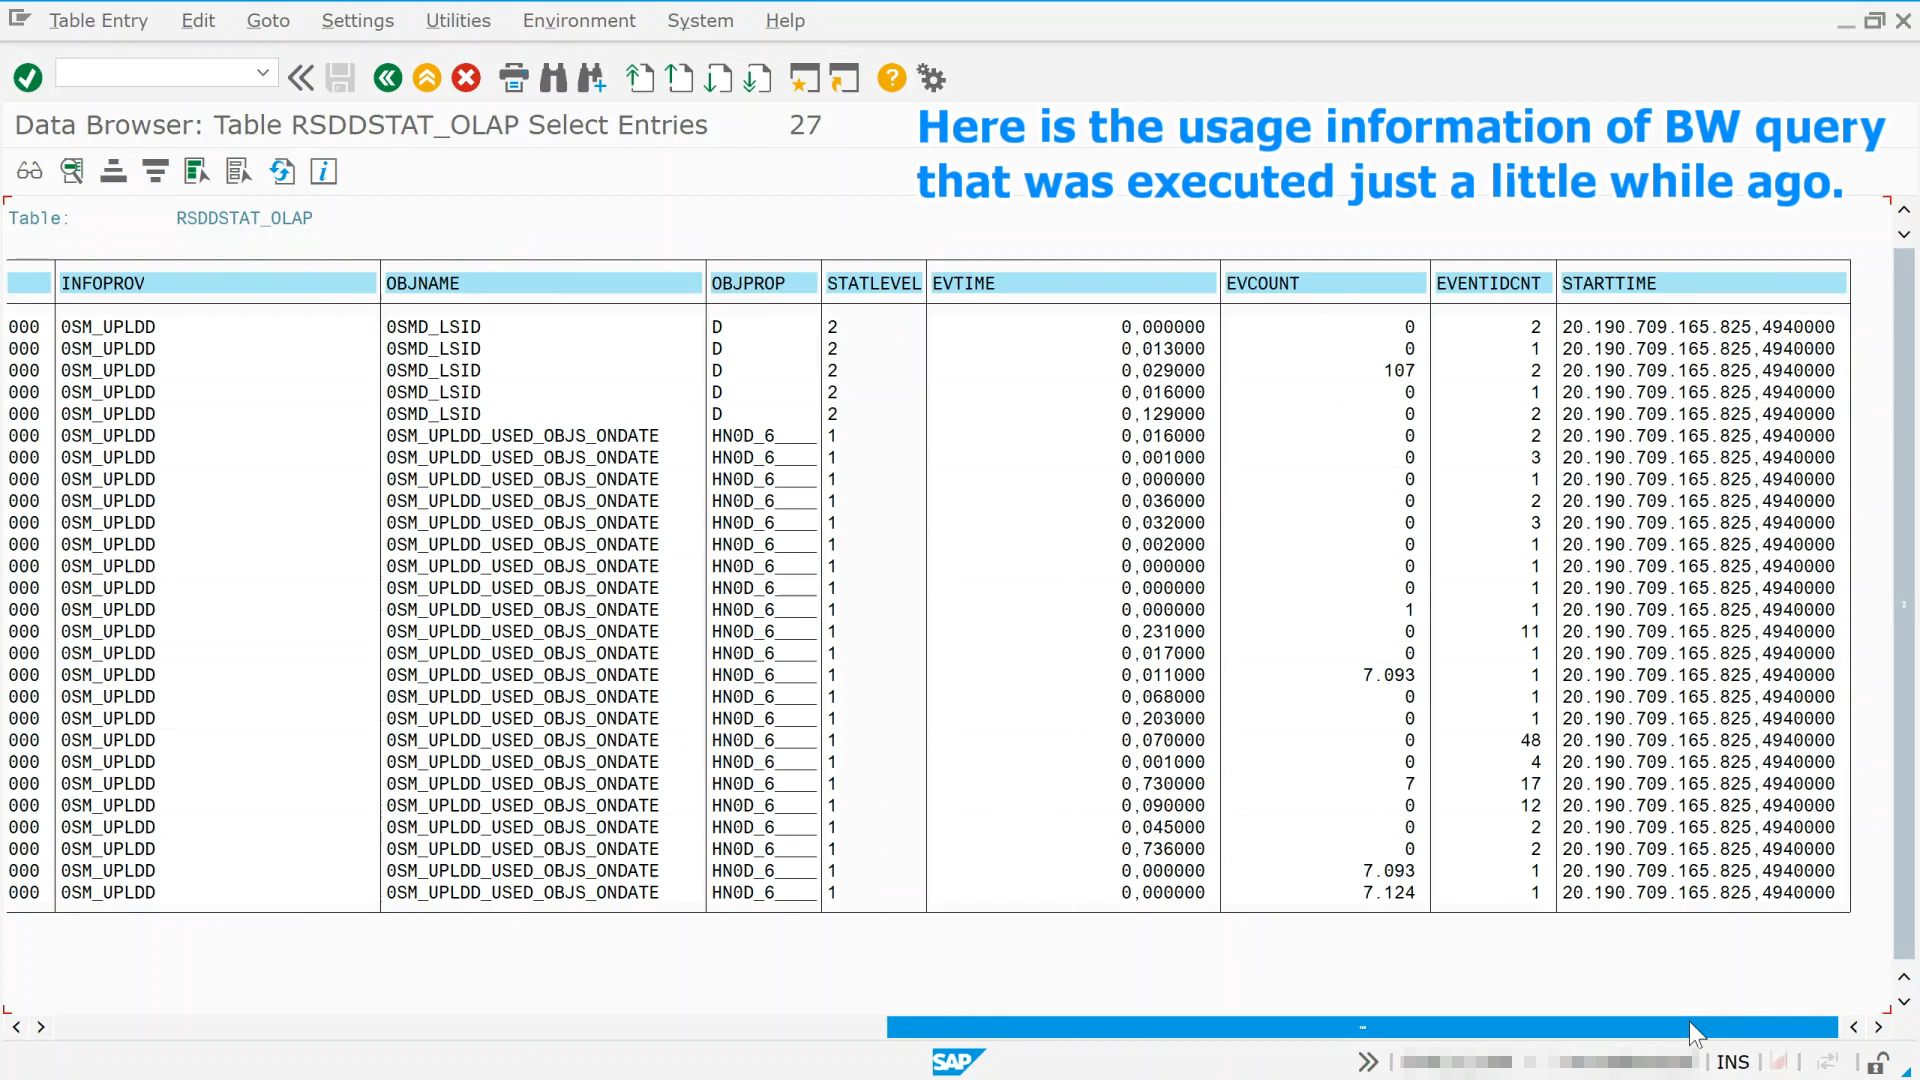 Table Entry Edit Goto Settings Utilities Environment System Help
Data Browser: Table RSDDSTAT_OLAP Select Entries 27
Here is the usage information of BW query
that was executed just a little while ago.
Table: RSDDSTAT_OLAP
INFOPROV OBJNAME OBJPROP STATLEVEL EVTIME EVCOUNT EVENTIDCNT STARTTIME
000 0SM_UPLDD 0SMD_LSID D 2 0,000000 0 2 20.190.709.165.825,4940000
000 0SM_UPLDD 0SMD_LSID D 2 0,013000 0 1 20.190.709.165.825,4940000
000 0SM_UPLDD 0SMD_LSID D 2 0,029000 107 2 20.190.709.165.825,4940000
000 0SM_UPLDD 0SMD_LSID D 2 0,016000 0 1 20.190.709.165.825,4940000
000 0SM_UPLDD 0SMD_LSID D 2 0,129000 0 2 20.190.709.165.825,4940000
000 0SM_UPLDD 0SM_UPLDD_USED_OBJS_ONDATE HN0D_6____ 1 0,016000 0 2 20.190.709.165.825,4940000
000 0SM_UPLDD 0SM_UPLDD_USED_OBJS_ONDATE HN0D_6____ 1 0,001000 0 3 20.190.709.165.825,4940000
000 0SM_UPLDD 0SM_UPLDD_USED_OBJS_ONDATE HN0D_6____ 1 0,000000 0 1 20.190.709.165.825,4940000
000 0SM_UPLDD 0SM_UPLDD_USED_OBJS_ONDATE HN0D_6____ 1 0,036000 0 2 20.190.709.165.825,4940000
000 0SM_UPLDD 0SM_UPLDD_USED_OBJS_ONDATE HN0D_6____ 1 0,032000 0 3 20.190.709.165.825,4940000
000 0SM_UPLDD 0SM_UPLDD_USED_OBJS_ONDATE HN0D_6____ 1 0,002000 0 1 20.190.709.165.825,4940000
000 0SM_UPLDD 0SM_UPLDD_USED_OBJS_ONDATE HN0D_6____ 1 0,000000 0 1 20.190.709.165.825,4940000
000 0SM_UPLDD 0SM_UPLDD_USED_OBJS_ONDATE HN0D_6____ 1 0,000000 0 1 20.190.709.165.825,4940000
000 0SM_UPLDD 0SM_UPLDD_USED_OBJS_ONDATE HN0D_6____ 1 0,000000 1 1 20.190.709.165.825,4940000
000 0SM_UPLDD 0SM_UPLDD_USED_OBJS_ONDATE HN0D_6____ 1 0,231000 0 11 20.190.709.165.825,4940000
000 0SM_UPLDD 0SM_UPLDD_USED_OBJS_ONDATE HN0D_6____ 1 0,017000 0 1 20.190.709.165.825,4940000
000 0SM_UPLDD 0SM_UPLDD_USED_OBJS_ONDATE HN0D_6____ 1 0,011000 7.093 1 20.190.709.165.825,4940000
000 0SM_UPLDD 0SM_UPLDD_USED_OBJS_ONDATE HN0D_6____ 1 0,068000 0 1 20.190.709.165.825,4940000
000 0SM_UPLDD 0SM_UPLDD_USED_OBJS_ONDATE HN0D_6____ 1 0,203000 0 1 20.190.709.165.825,4940000
000 0SM_UPLDD 0SM_UPLDD_USED_OBJS_ONDATE HN0D_6____ 1 0,070000 0 48 20.190.709.165.825,4940000
000 0SM_UPLDD 0SM_UPLDD_USED_OBJS_ONDATE HN0D_6____ 1 0,001000 0 4 20.190.709.165.825,4940000
000 0SM_UPLDD 0SM_UPLDD_USED_OBJS_ONDATE HN0D_6____ 1 0,730000 7 17 20.190.709.165.825,4940000
000 0SM_UPLDD 0SM_UPLDD_USED_OBJS_ONDATE HN0D_6____ 1 0,090000 0 12 20.190.709.165.825,4940000
000 0SM_UPLDD 0SM_UPLDD_USED_OBJS_ONDATE HN0D_6____ 1 0,045000 0 2 20.190.709.165.825,4940000
000 0SM_UPLDD 0SM_UPLDD_USED_OBJS_ONDATE HN0D_6____ 1 0,736000 0 2 20.190.709.165.825,4940000
000 0SM_UPLDD 0SM_UPLDD_USED_OBJS_ONDATE HN0D_6____ 1 0,000000 7.093 1 20.190.709.165.825,4940000
000 0SM_UPLDD 0SM_UPLDD_USED_OBJS_ONDATE HN0D_6____ 1 0,000000 7.124 1 20.190.709.165.825,4940000
SAP INS